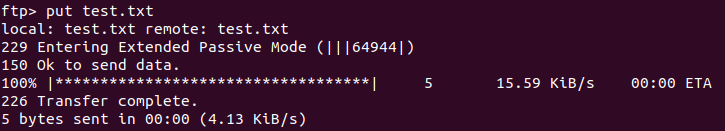 ftp> put test.txt
local: test.txt remote: test.txt
229 Entering Extended Passive Mode (|||64944|)
150 Ok to send data.
100% |***********************************|     5       15.59 KiB/s    00:00 ETA
226 Transfer complete.
5 bytes sent in 00:00 (4.13 KiB/s)